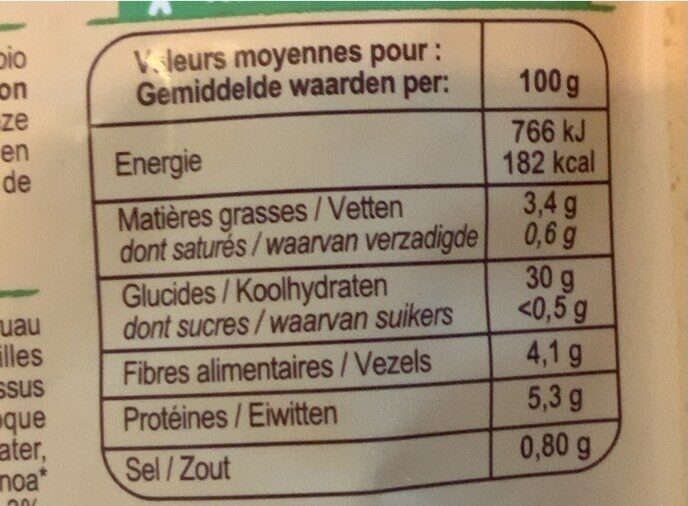 bio
on
en
de
Valeurs moyennes pour :
Gemiddelde waarden per: 100 g
Energie 766 kJ
182 kcal
Matières grasses / Vetten 3,4 g
dont saturés / waarvan verzadigde 0,6 g
Glucides / Koolhydraten 30 g
dont sucres / waarvan suikers <0,5 g
Fibres alimentaires / Vezels 4,1 g
Protéines / Eiwitten 5,3 g
Sel / Zout 0,80 g
uau
illes
ssus
oque
ater,
noa*